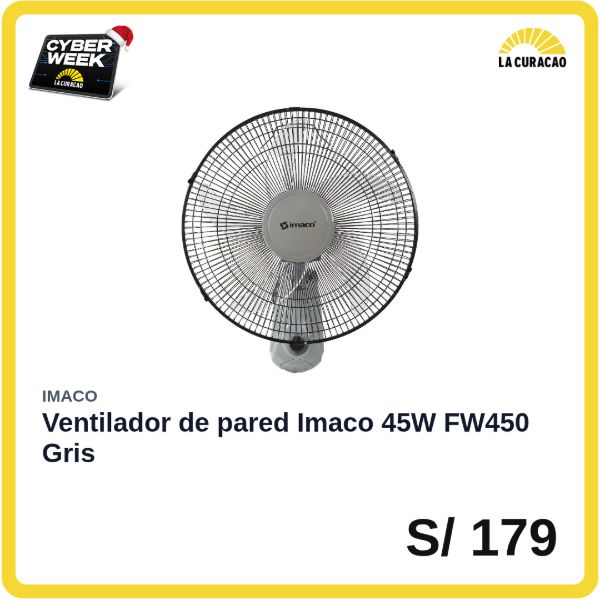 CYBER
WEEK
LA CURACAO
LA CURACAO
imaco
IMACO
Ventilador de pared Imaco 45W FW450
Gris
S/ 179